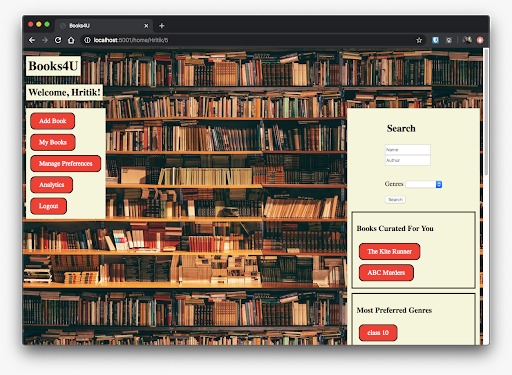 Books4U
localhost:5001/home/Hritik/5
Books4U
Welcome, Hritik!
Add Book
My Books
Manage Preferences
Analytics
Logout
Search
Name
Author
Genres
Search
Books Curated For You
The Kite Runner
ABC Murders
Most Preferred Genres
class 10